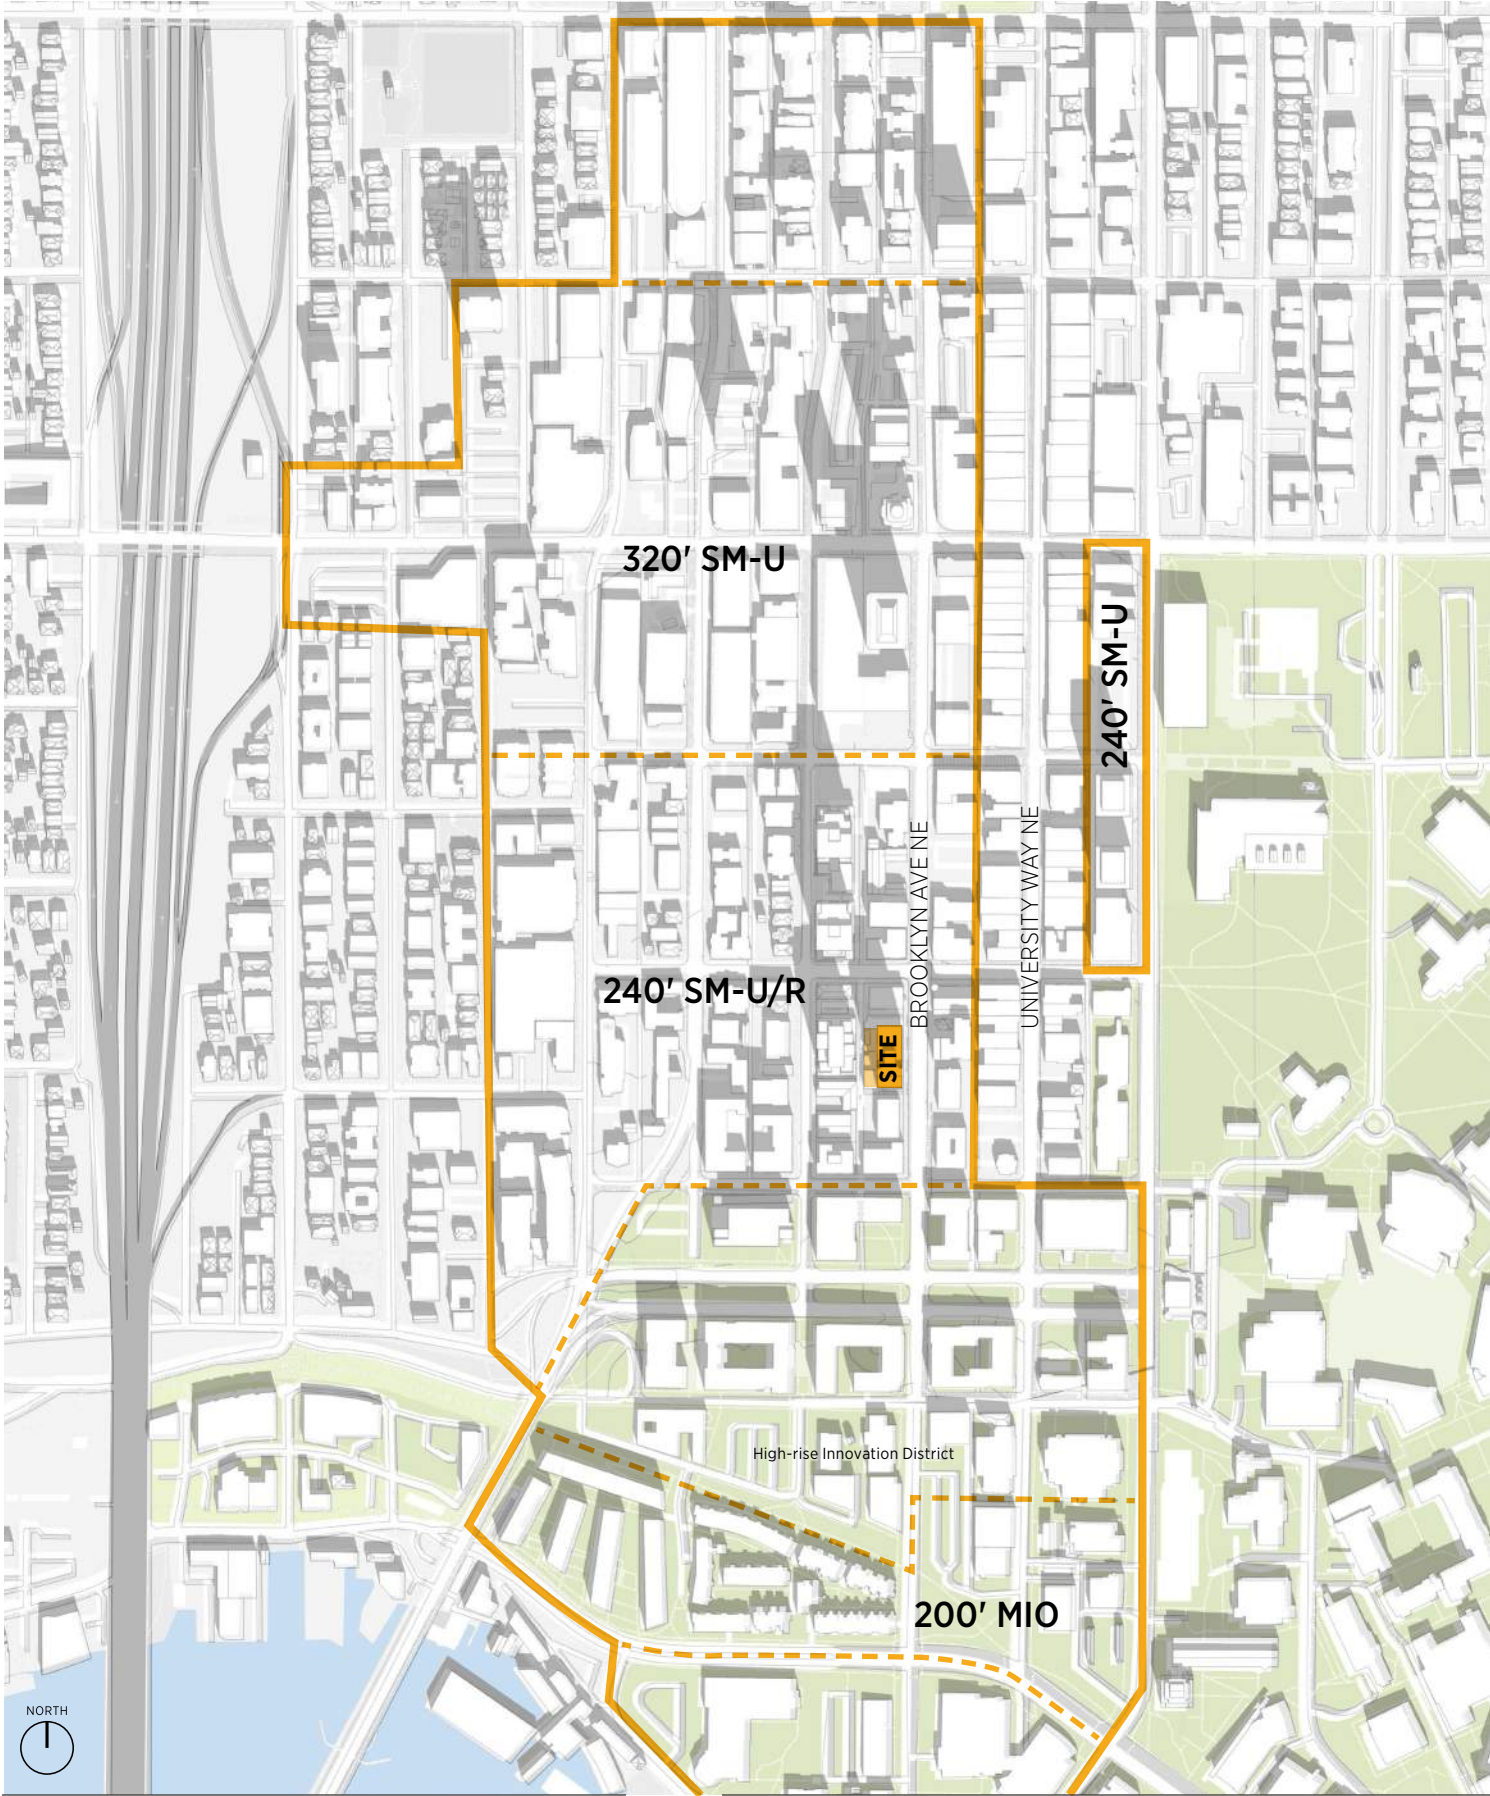 320' SM-U
240' SM-U
BROOKLYN AVE NE
UNIVERSITY WAY NE
240' SM-U/R
SITE
High-rise Innovation District
200' MIO
NORTH